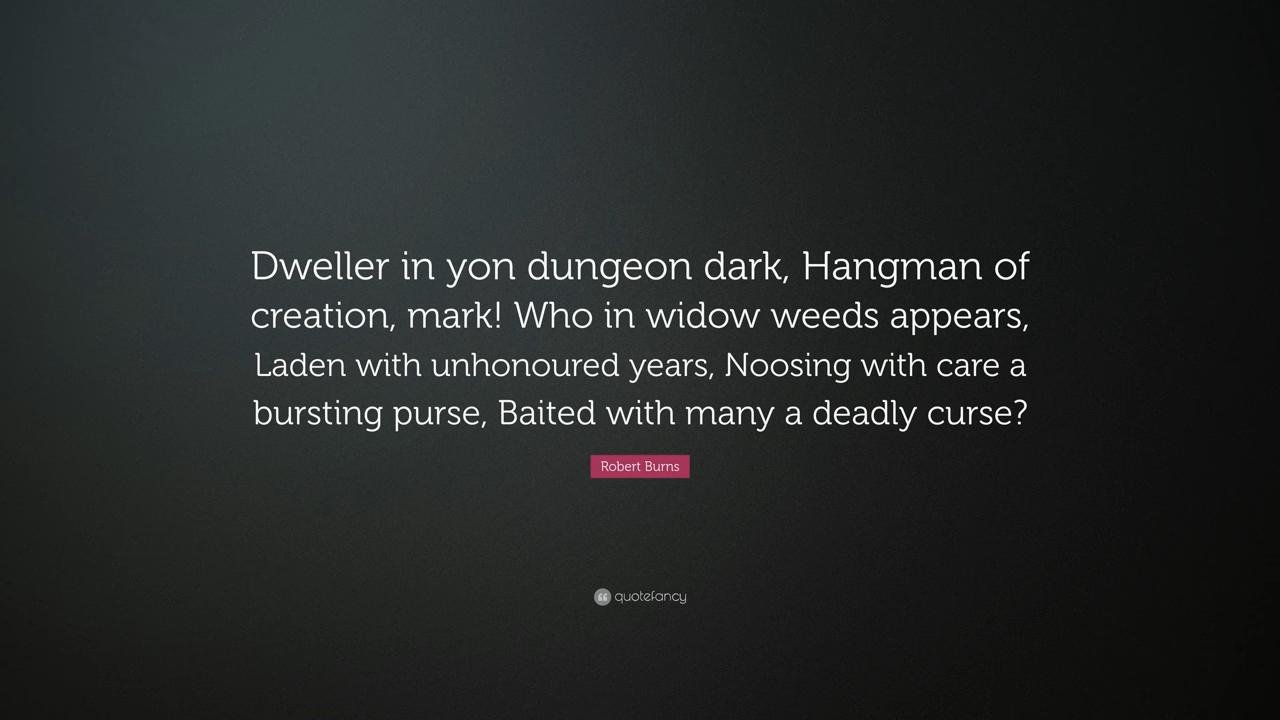 Dweller in yon dungeon dark, Hangman of
creation, mark! Who in widow weeds appears,
Laden with unhonoured years, Noosing with care a
bursting purse, Baited with many a deadly curse?
Robert Burns
quotefancy